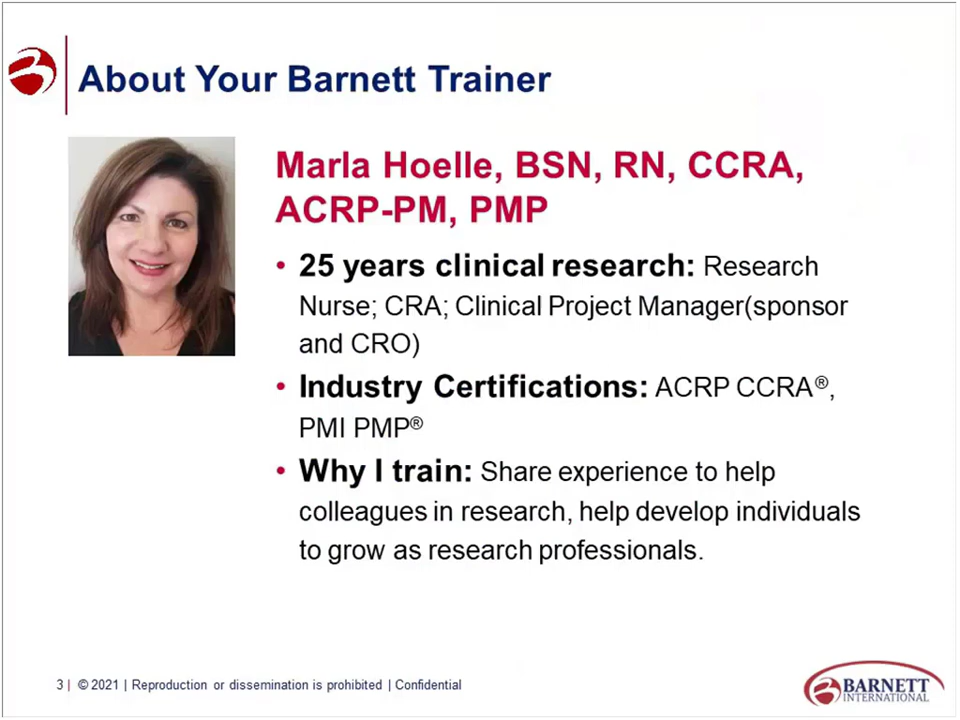 About Your Barnett Trainer
Marla Hoelle, BSN, RN, CCRA,
ACRP-PM, PMP
• 25 years clinical research: Research
Nurse; CRA; Clinical Project Manager(sponsor
and CRO)
• Industry Certifications: ACRP CCRA®,
PMI PMP®
• Why I train: Share experience to help
colleagues in research, help develop individuals
to grow as research professionals.
3 | © 2021 | Reproduction or dissemination is prohibited | Confidential
BARNETT
INTERNATIONAL